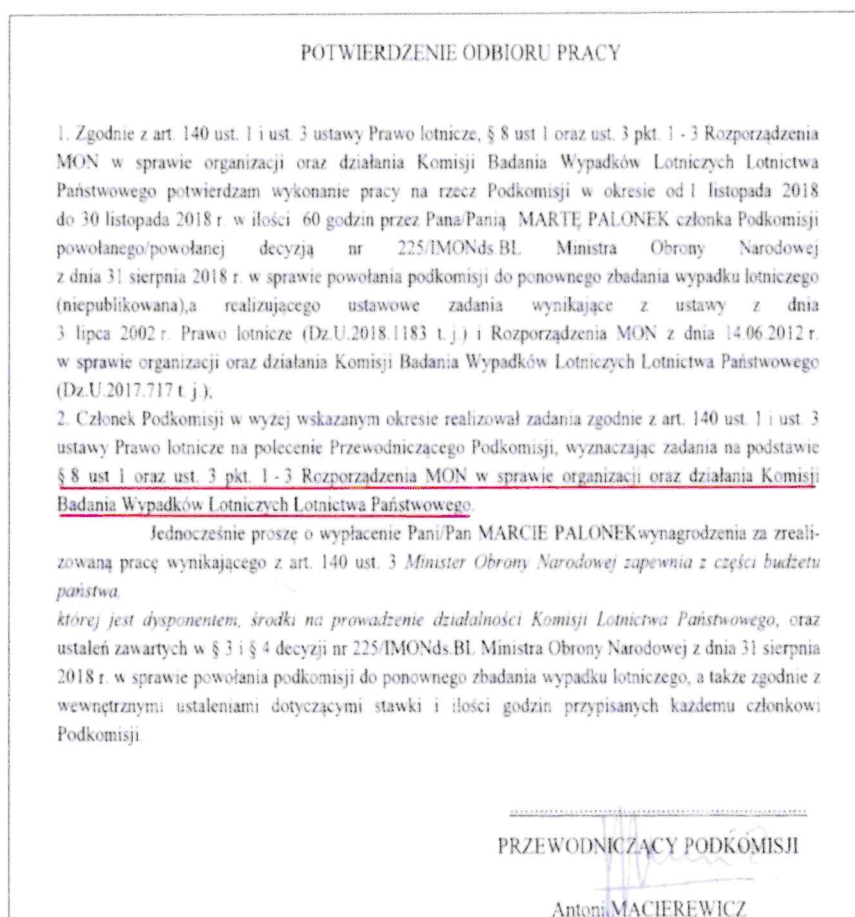 POTWIERDZENIE ODBIORU PRACY
1. Zgodnie z art. 140 ust. 1 i ust. 3 ustawy Prawo lotnicze, § 8 ust 1 oraz ust. 3 pkt. 1 - 3 Rozporządzenia
MON w sprawie organizacji oraz działania Komisji Badania Wypadków Lotniczych Lotnictwa
Państwowego potwierdzam wykonanie pracy na rzecz Podkomisji w okresie od 1 listopada 2018
do 30 listopada 2018 r. w ilości 60 godzin przez Pana/Panią MARTĘ PALONEK członka Podkomisji
powołanego/powołanej decyzją nr 225/IMONds.BL Ministra Obrony Narodowej
z dnia 31 sierpnia 2018 r. w sprawie powołania podkomisji do ponownego zbadania wypadku lotniczego
(niepublikowana),a realizującego ustawowe zadania wynikające z ustawy z dnia
3 lipca 2002 r. Prawo lotnicze (Dz.U.2018.1183 t. j.) i Rozporządzenia MON z dnia 14.06.2012 r.
w sprawie organizacji oraz działania Komisji Badania Wypadków Lotniczych Lotnictwa Państwowego
(Dz.U.2017.717 t. j.);
2. Członek Podkomisji w wyżej wskazanym okresie realizował zadania zgodnie z art. 140 ust. 1 i ust. 3
ustawy Prawo lotnicze na polecenie Przewodniczącego Podkomisji, wyznaczając zadania na podstawie
§ 8 ust 1 oraz ust. 3 pkt. 1 - 3 Rozporządzenia MON w sprawie organizacji oraz działania Komisji
Badania Wypadków Lotniczych Lotnictwa Państwowego.
Jednocześnie proszę o wypłacenie Pani/Pan MARCIE PALONEKwynagrodzenia za zreali-
zowaną pracę wynikającego z art. 140 ust. 3 Minister Obrony Narodowej zapewnia z części budżetu
państwa,
której jest dysponentem, środki na prowadzenie działalności Komisji Lotnictwa Państwowego, oraz
ustaleń zawartych w § 3 i § 4 decyzji nr 225/IMONds.BL Ministra Obrony Narodowej z dnia 31 sierpnia
2018 r. w sprawie powołania podkomisji do ponownego zbadania wypadku lotniczego, a także zgodnie z
wewnętrznymi ustaleniami dotyczącymi stawki i ilości godzin przypisanych każdemu członkowi
Podkomisji.
PRZEWODNICZĄCY PODKOMISJI
Antoni MACIEREWICZ